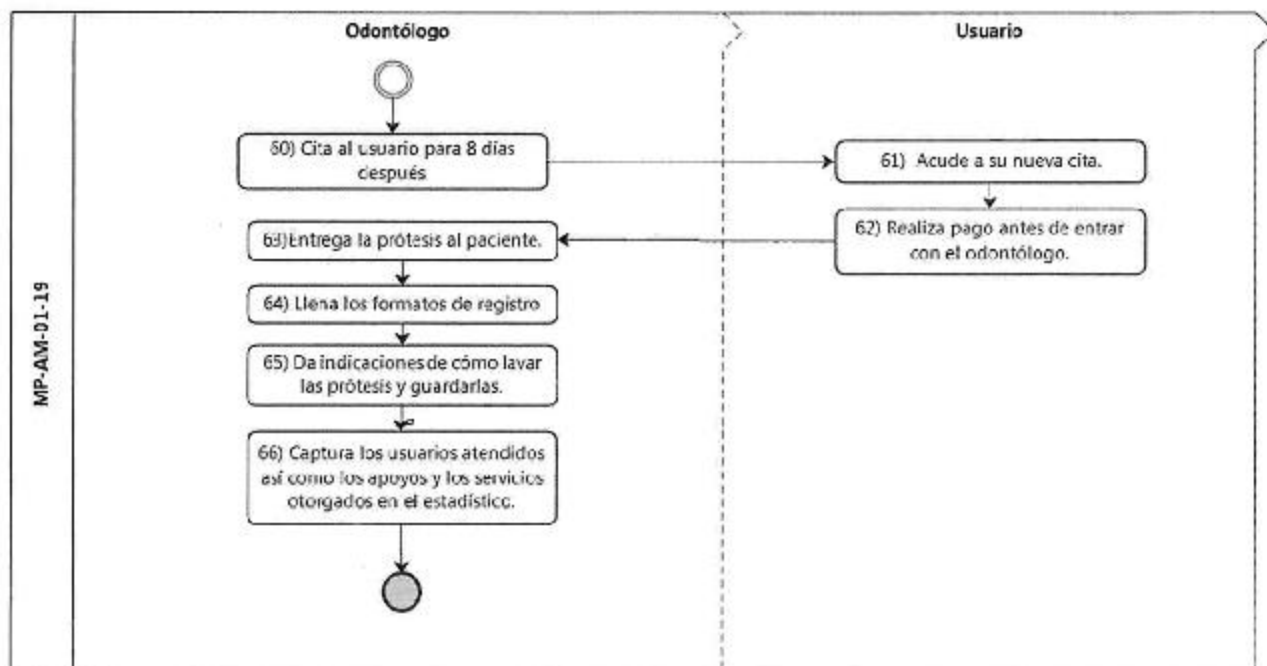 Odontólogo
Usuario
MP-AM-01-19
60) Cita al usuario para 8 días
después
61) Acude a su nueva cita.
62) Realiza pago antes de entrar
con el odontólogo.
63)Entrega la prótesis al paciente.
64) Llena los formatos de registro
65) Da indicaciones de cómo lavar
las prótesis y guardarlas.
66) Captura los usuarios atendidos
así como los apoyos y los servicios
otorgados en el estadístico.